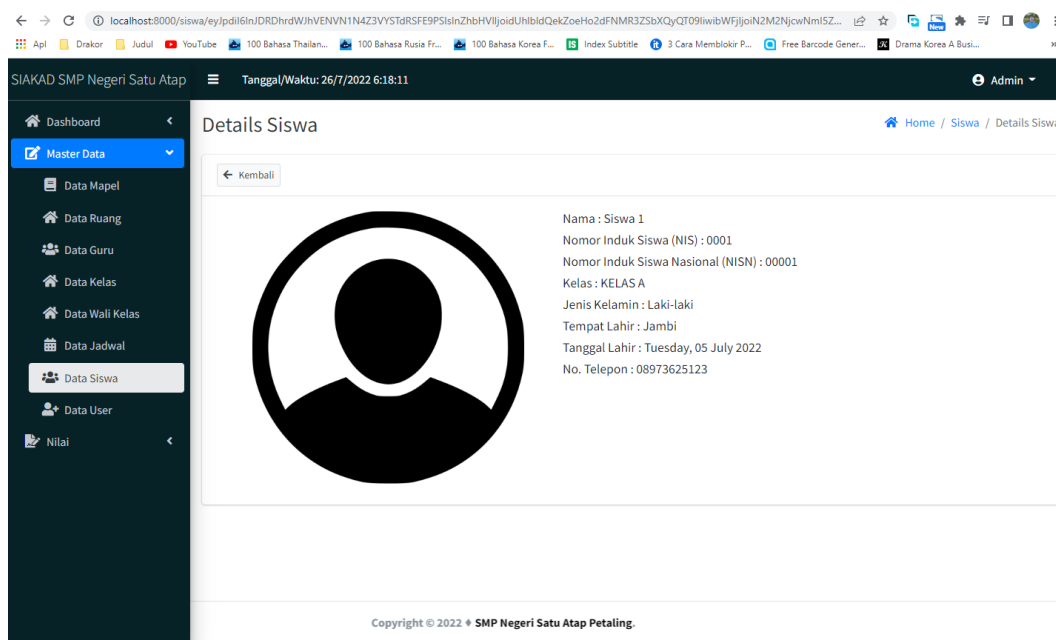 localhost:8000/siswa/
Apl Drakor Judul YouTube 100 Bahasa Thailan... 100 Bahasa Rusia Fr... 100 Bahasa Korea F... IS Index Subtitle 3 Cara Memblokir P... Free Barcode Gener... Drama Korea A Busi...
New
SIAKAD SMP Negeri Satu Atap
Tanggal/Waktu: 26/7/2022 6:18:11
Admin
Dashboard
Master Data
Data Mapel
Data Ruang
Data Guru
Data Kelas
Data Wali Kelas
Data Jadwal
Data Siswa
Data User
Nilai
Details Siswa
Home / Siswa / Details Siswa
Kembali
Nama : Siswa 1
Nomor Induk Siswa (NIS) : 0001
Nomor Induk Siswa Nasional (NISN) : 00001
Kelas : KELAS A
Jenis Kelamin : Laki-laki
Tempat Lahir : Jambi
Tanggal Lahir : Tuesday, 05 July 2022
No. Telepon : 08973625123
Copyright © 2022 ♦ SMP Negeri Satu Atap Petaling.